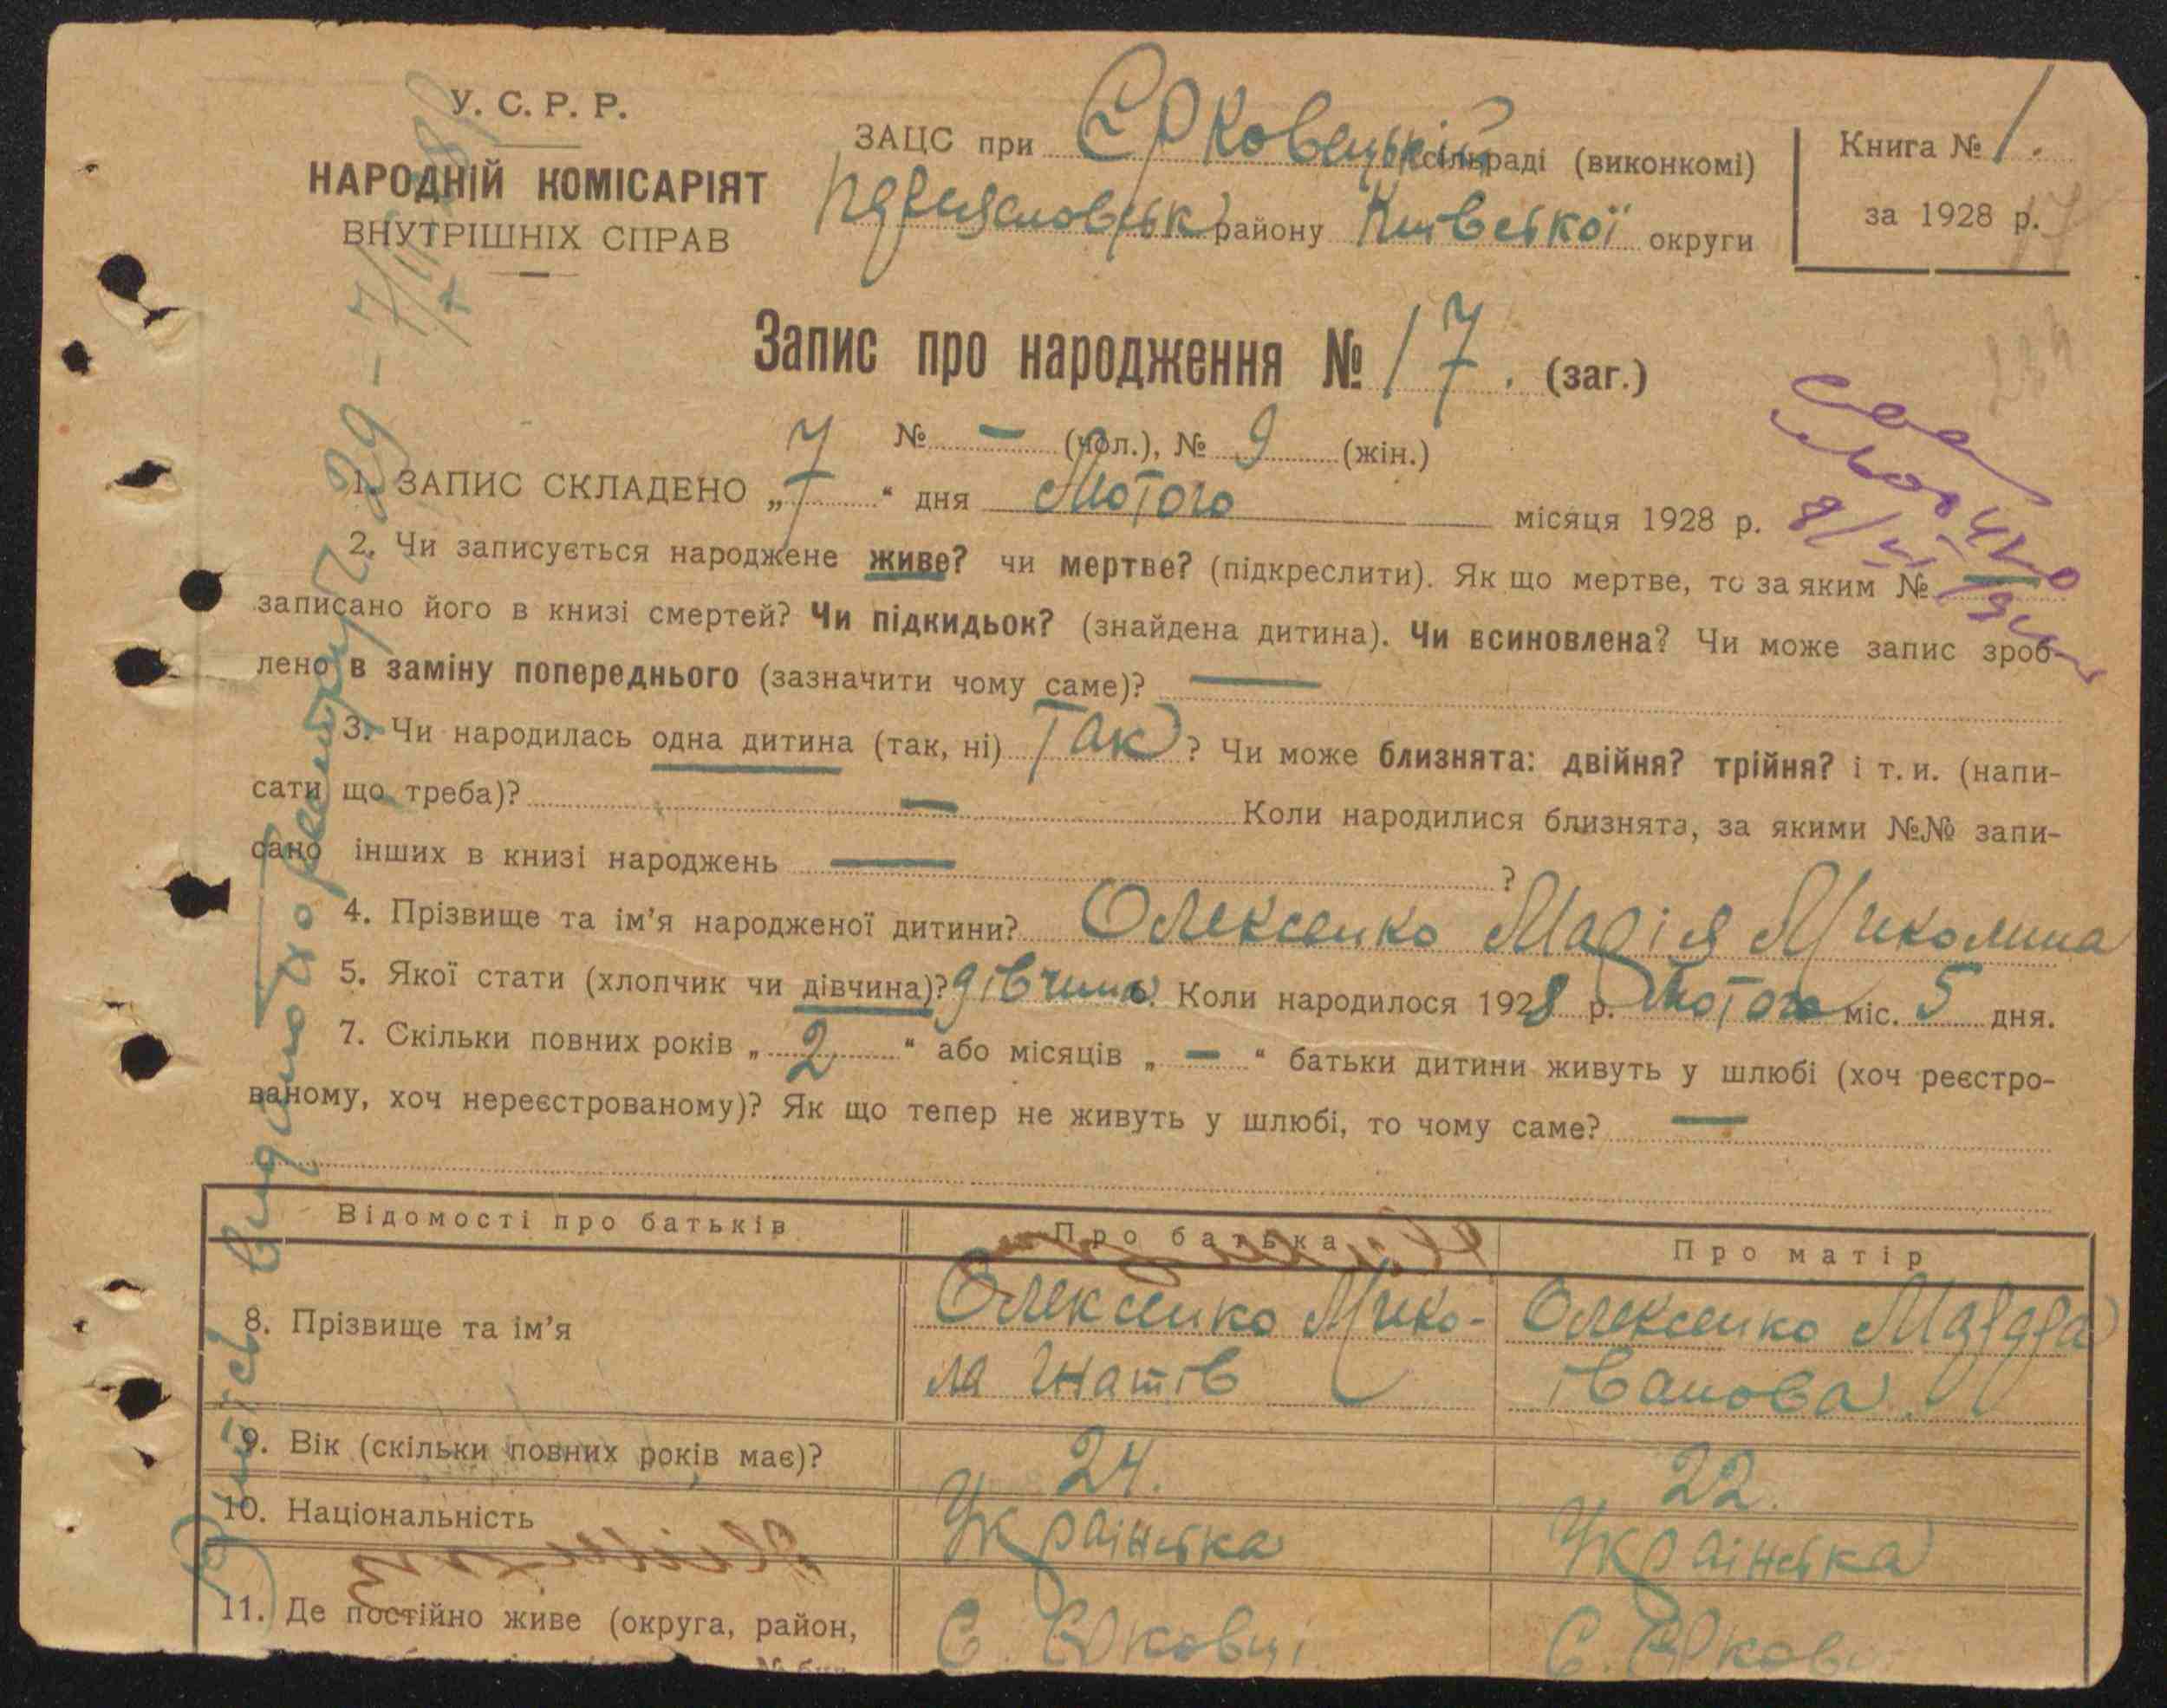 У. С. Р. Р.
НАРОДНІЙ КОМІСАРІЯТ
ВНУТРІШНІХ СПРАВ
ЗАЦС при Єрковецькій сільраді (виконкомі)
району Київської округи
Книга № 1.
за 1928 р.
Запис про народження № 17. (заг.)
№ — (чол.), № 9 (жін.)
1. ЗАПИС СКЛАДЕНО „7“ дня Лютого місяця 1928 р.
2. Чи записується народжене живе? чи мертве? (підкреслити). Як що мертве, то за яким № —
записано його в книзі смертей? Чи підкидьок? (знайдена дитина). Чи всиновлена? Чи може запис зроб-
лено в заміну попереднього (зазначити чому саме)? —
3. Чи народилась одна дитина (так, ні) Так? Чи може близнята: двійня? трійня? і т. и. (напи-
сати що треба)? — Коли народилися близнята, за якими №№ запи-
сано інших в книзі народжень — ?
4. Прізвище та ім’я народженої дитини? Олексенко Марія Миколина
5. Якої стати (хлопчик чи дівчина)? дівчина 6. Коли народилося 1928 р. Лютого міс. 5 дня.
7. Скільки повних років „2“ або місяців „—“ батьки дитини живуть у шлюбі (хоч реєстро-
ваному, хоч нереєстрованому)? Як що тепер не живуть у шлюбі, то чому саме? —
Відомості про батьків
Про батька
Про матір
8. Прізвище та ім’я
Олексенко Мико-
ла Гнатів
Олексенко
Іванова
9. Вік (скільки повних років має)?
24.
22.
10. Національність
Українська
Українська
11. Де постійно живе (округа, район,
С. Єрковці
С.